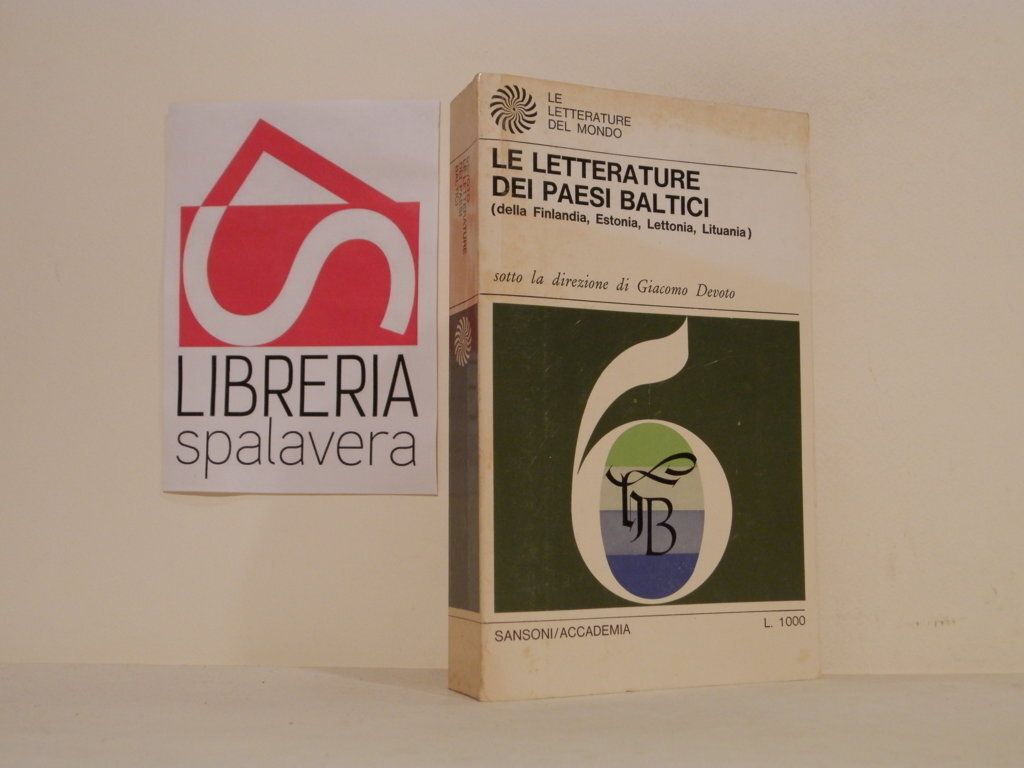 LIBRERIA
spalavera
LE
LETTERATURE
DEL MONDO
LE LETTERATURE
DEI PAESI BALTICI
(della Finlandia, Estonia, Lettonia, Lituania)
sotto la direzione di Giacomo Devoto
6
B
SANSONI/ACCADEMIA
L. 1000